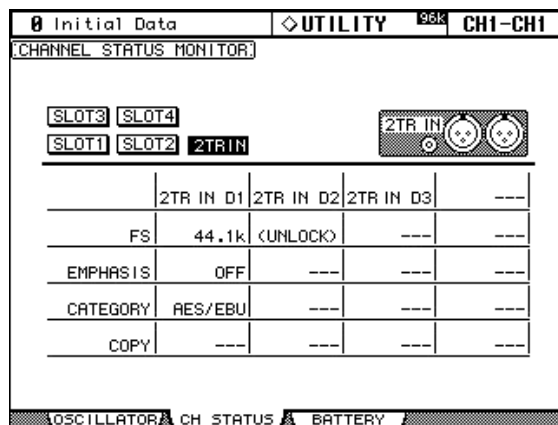 0 Initial Data ◇UTILITY 96k CH1-CH1
CHANNEL STATUS MONITOR
SLOT3 SLOT4
SLOT1 SLOT2 2TRIN
2TR IN
2TR IN D1 2TR IN D2 2TR IN D3 ---
FS 44.1k (UNLOCK) --- ---
EMPHASIS OFF --- --- ---
CATEGORY AES/EBU --- --- ---
COPY --- --- --- ---
OSCILLATOR CH STATUS BATTERY